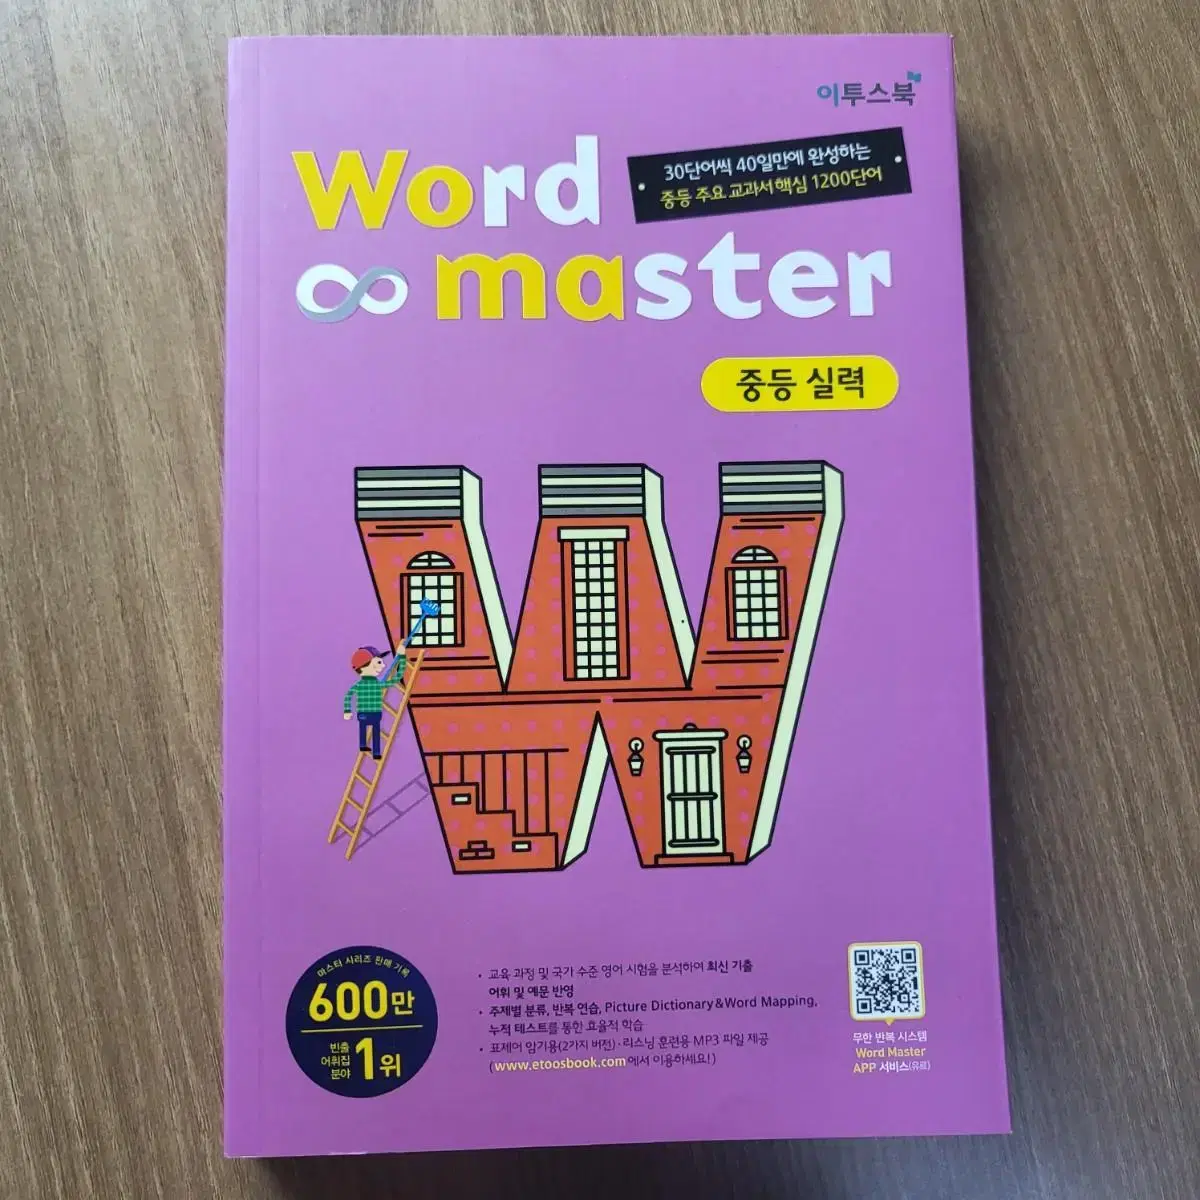 이투스북
Word
30단어씩 40일만에 완성하는
중등 주요 교과서 핵심 1200단어
master
중등 실력
마스터 시리즈 판매 기록
600만
빈출
어휘집
분야
1위
• 교육 과정 및 국가 수준 영어 시험을 분석하여 최신 기출
어휘 및 예문 반영
• 주제별 분류, 반복 연습, Picture Dictionary&Word Mapping,
누적 테스트를 통한 효율적 학습
• 표제어 암기용(2가지 버전)·리스닝 훈련용 MP3 파일 제공
(www.etoosbook.com에서 이용하세요!)
무한 반복 시스템
Word Master
APP 서비스(유료)